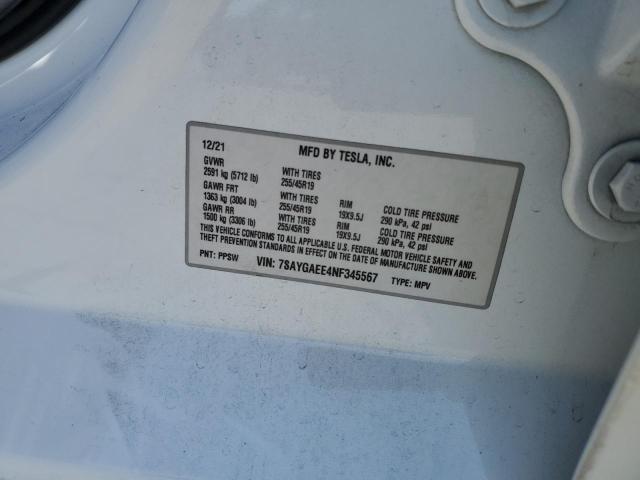 12/21 MFD BY TESLA, INC.
GVWR WITH TIRES
2591 kg (5712 lb) 255/45R19
GAWR FRT WITH TIRES RIM COLD TIRE PRESSURE
1363 kg (3004 lb) 255/45R19 19X9.5J 290 kPa, 42 psi
GAWR RR WITH TIRES RIM COLD TIRE PRESSURE
1500 kg (3306 lb) 255/45R19 19X9.5J 290 kPa, 42 psi
THIS VEHICLE CONFORMS TO ALL APPLICABLE U.S. FEDERAL MOTOR VEHICLE SAFETY AND
THEFT PREVENTION STANDARDS IN EFFECT ON THE DATE OF MANUFACTURE SHOWN ABOVE.
PNT: PPSW VIN: 7SAYGAEE4NF345567 TYPE: MPV